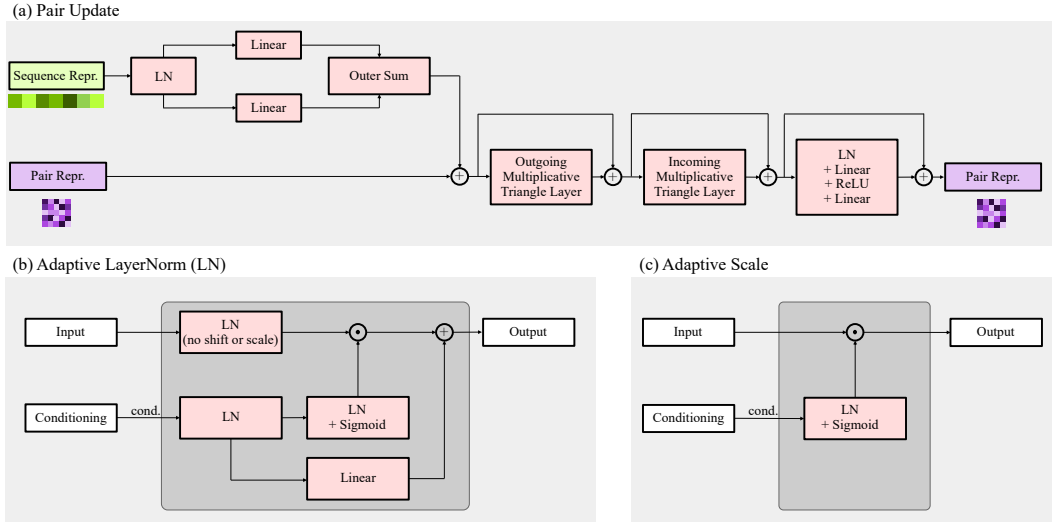 (a) Pair Update
Linear
Sequence Repr.
LN
Outer Sum
Linear
Pair Repr.
Outgoing
Multiplicative
Triangle Layer
Incoming
Multiplicative
Triangle Layer
LN
+ Linear
+ ReLU
+ Linear
Pair Repr.
(b) Adaptive LayerNorm (LN)
Input
LN
(no shift or scale)
Output
Conditioning
cond.
LN
LN
+ Sigmoid
Linear
(c) Adaptive Scale
Input
Output
Conditioning
cond.
LN
+ Sigmoid